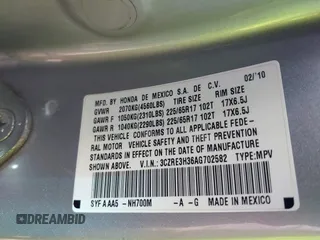 MFD. BY HONDA DE MEXICO S.A. DE C.V. 02/'10
GVWR 2070KG(4560LBS) TIRE SIZE RIM SIZE
GAWR F 1050KG(2310LBS) 225/65R17 102T 17X6.5J
GAWR R 1040KG(2290LBS) 225/65R17 102T 17X6.5J
THIS VEHICLE CONFORMS TO ALL APPLICABLE FEDE-
RAL MOTOR VEHICLE SAFETY AND THEFT PREVENTION
STANDARDS IN EFFECT ON THE DATE OF MANUFACTURE
SHOWN ABOVE. V.I.N.: 3CZRE3H36AG702582 TYPE:MPV
SYF A AA5 -NH700M -A -G MADE IN MEXICO
DREAMBID